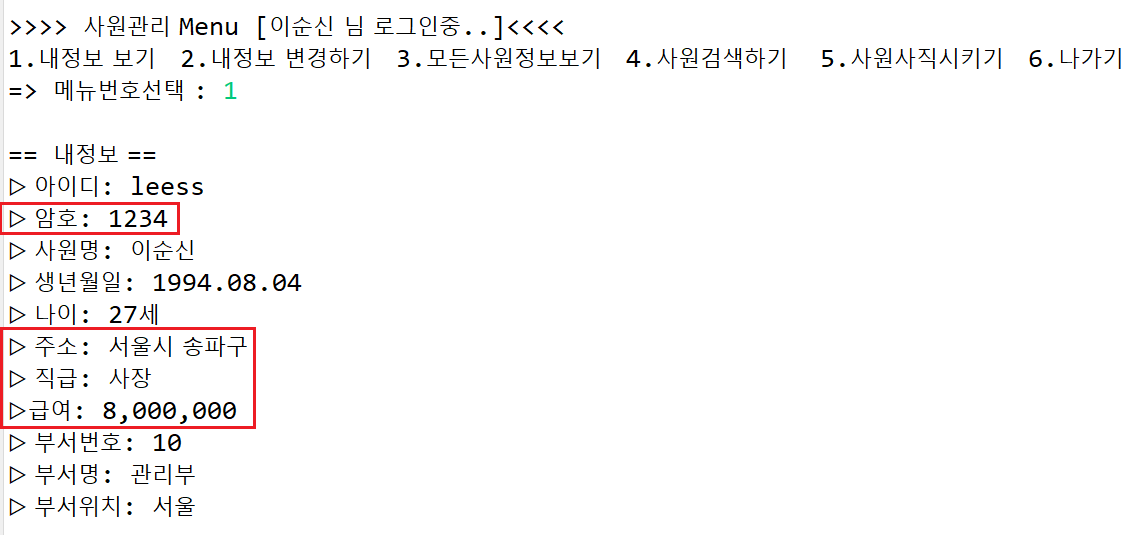 >>>> 사원관리 Menu [이순신 님 로그인중..]<<<<
1.내정보 보기 2.내정보 변경하기 3.모든사원정보보기 4.사원검색하기 5.사원사직시키기 6.나가기
=> 메뉴번호선택 : 1
== 내정보 ==
▷ 아이디: leess
▷ 암호: 1234
▷ 사원명: 이순신
▷ 생년월일: 1994.08.04
▷ 나이: 27세
▷ 주소: 서울시 송파구
▷ 직급: 사장
▷급여: 8,000,000
▷ 부서번호: 10
▷ 부서명: 관리부
▷ 부서위치: 서울